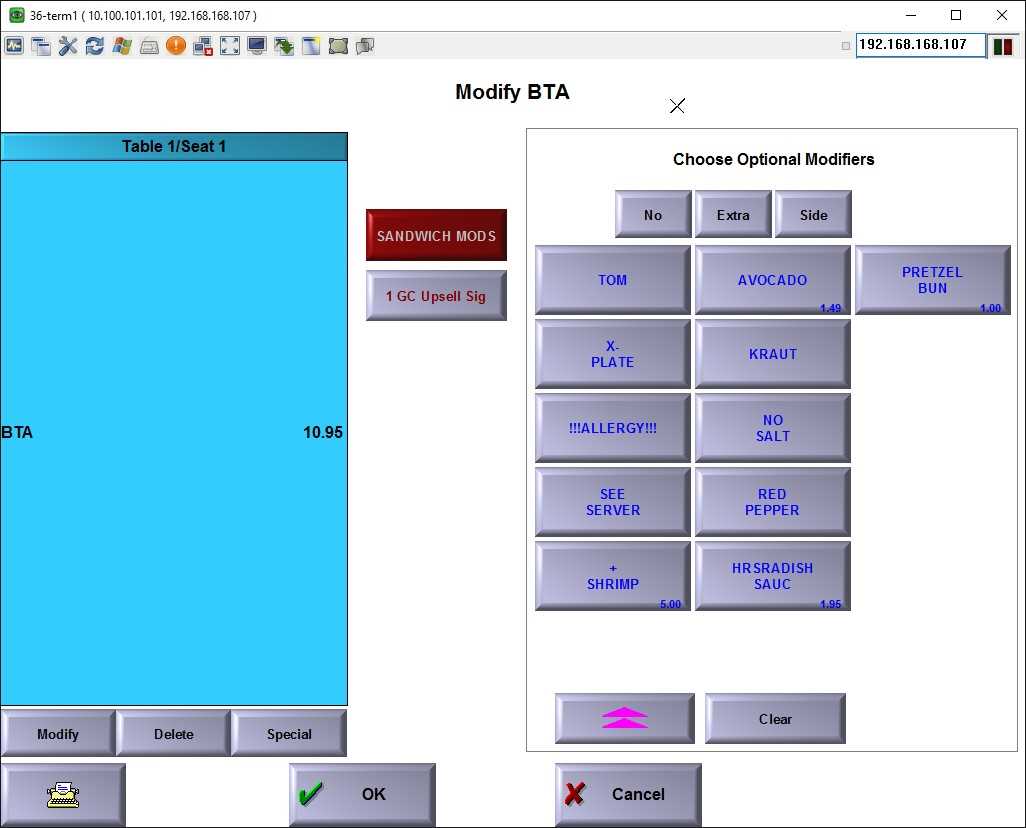 36-term1 ( 10.100.101.101, 192.168.168.107 )
192.168.168.107
Modify BTA
Table 1/Seat 1
BTA 10.95
Modify Delete Special
SANDWICH MODS
1 GC Upsell Sig
Choose Optional Modifiers
No Extra Side
TOM
AVOCADO
1.49
PRETZEL
BUN
1.00
X-
PLATE
KRAUT
!!!ALLERGY!!!
NO
SALT
SEE
SERVER
RED
PEPPER
+
SHRIMP
5.00
HRSRADISH
SAUC
1.95
Clear
OK
Cancel